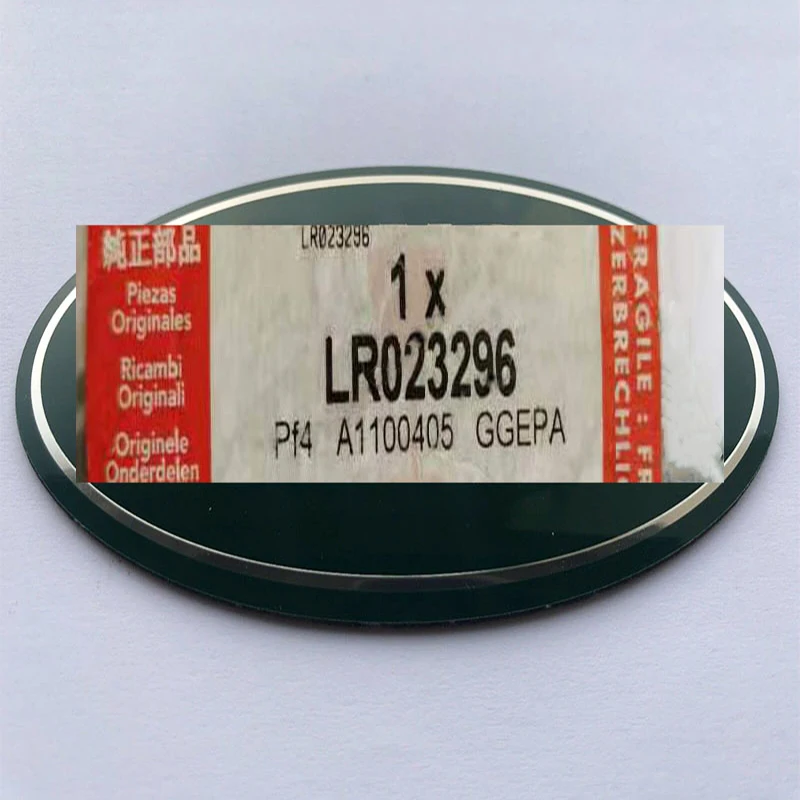 純正部品
Piezas
Originales
Ricambi
Originali
Originele
Onderdelen
LR023296
1 x
LR023296
Pf4 A1100405 GGEPA
FRAGILE : FR
ZERBRECHLIC